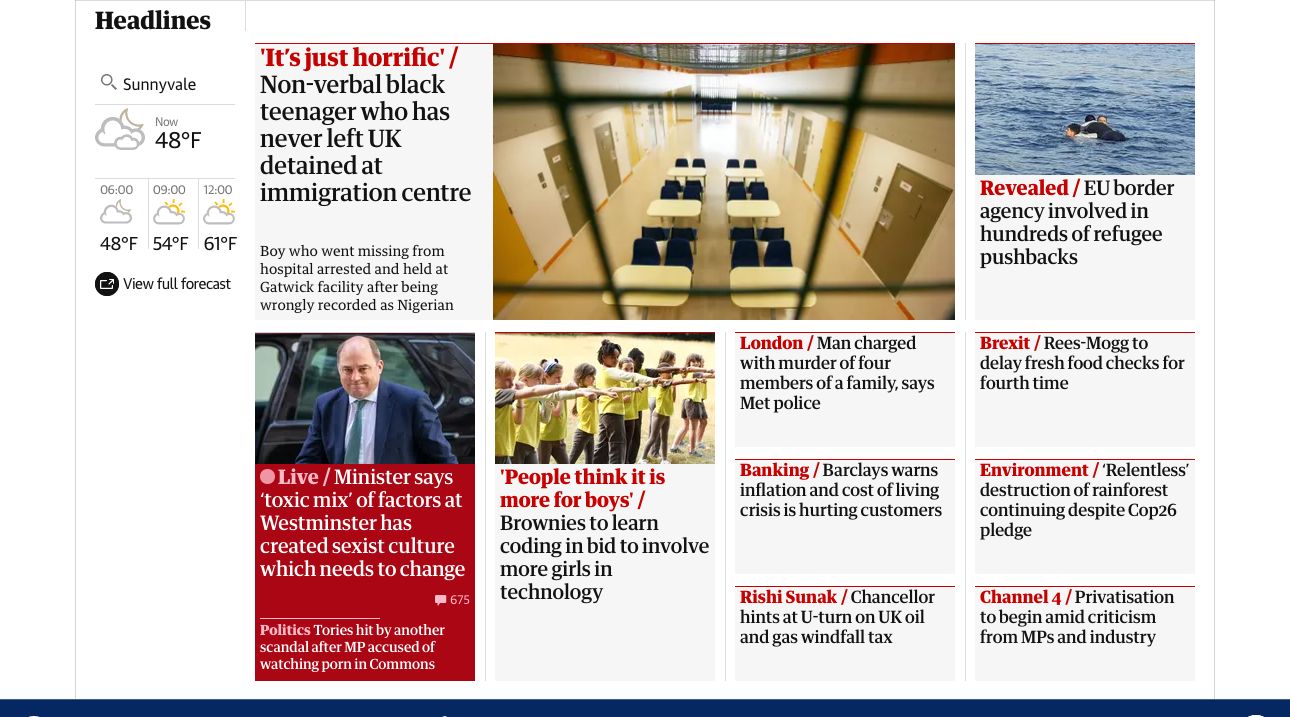 Headlines
Sunnyvale
Now
48°F
06:00
09:00
12:00
48°F
54°F
61°F
View full forecast
'It’s just horrific' /
Non-verbal black
teenager who has
never left UK
detained at
immigration centre
Boy who went missing from
hospital arrested and held at
Gatwick facility after being
wrongly recorded as Nigerian
Revealed / EU border
agency involved in
hundreds of refugee
pushbacks
Live / Minister says
‘toxic mix’ of factors at
Westminster has
created sexist culture
which needs to change
675
Politics Tories hit by another
scandal after MP accused of
watching porn in Commons
'People think it is
more for boys' /
Brownies to learn
coding in bid to involve
more girls in
technology
London / Man charged
with murder of four
members of a family, says
Met police
Banking / Barclays warns
inflation and cost of living
crisis is hurting customers
Rishi Sunak / Chancellor
hints at U-turn on UK oil
and gas windfall tax
Brexit / Rees-Mogg to
delay fresh food checks for
fourth time
Environment / ‘Relentless’
destruction of rainforest
continuing despite Cop26
pledge
Channel 4 / Privatisation
to begin amid criticism
from MPs and industry